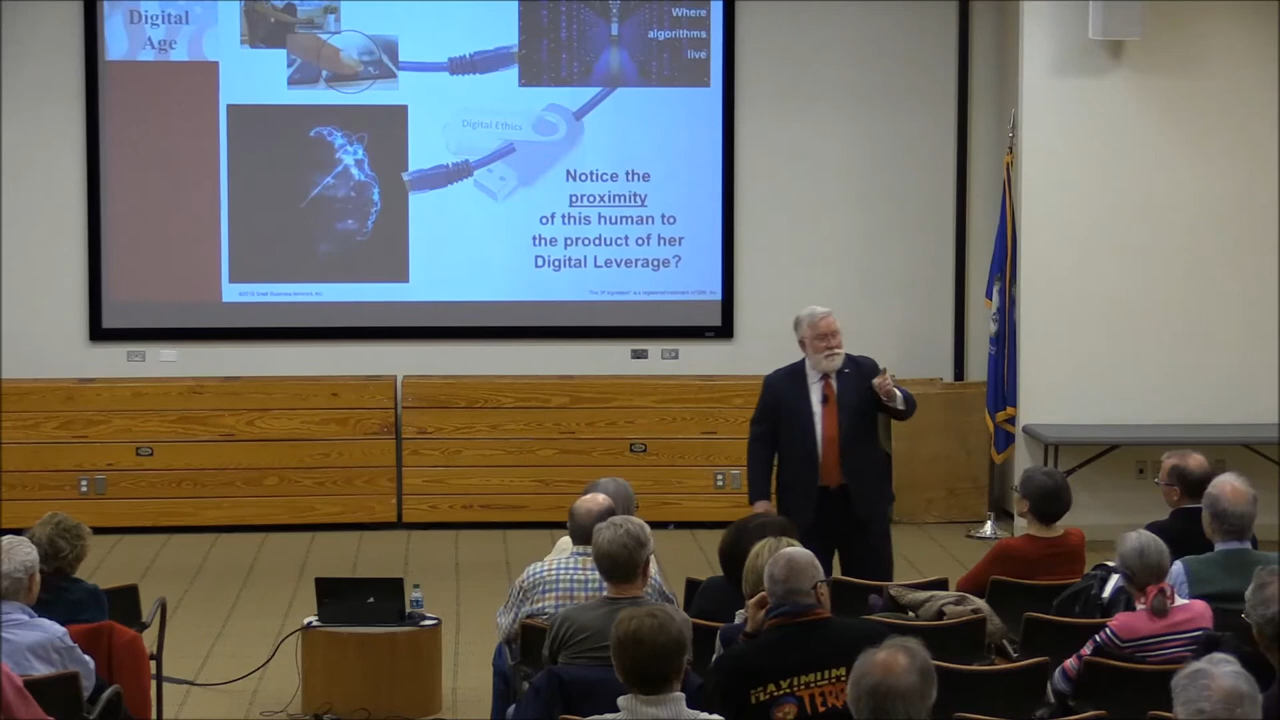 Digital
Age
Where
algorithms
live
Digital Ethics
Notice the
proximity
of this human to
the product of her
Digital Leverage?
MAXIMUM
TERR